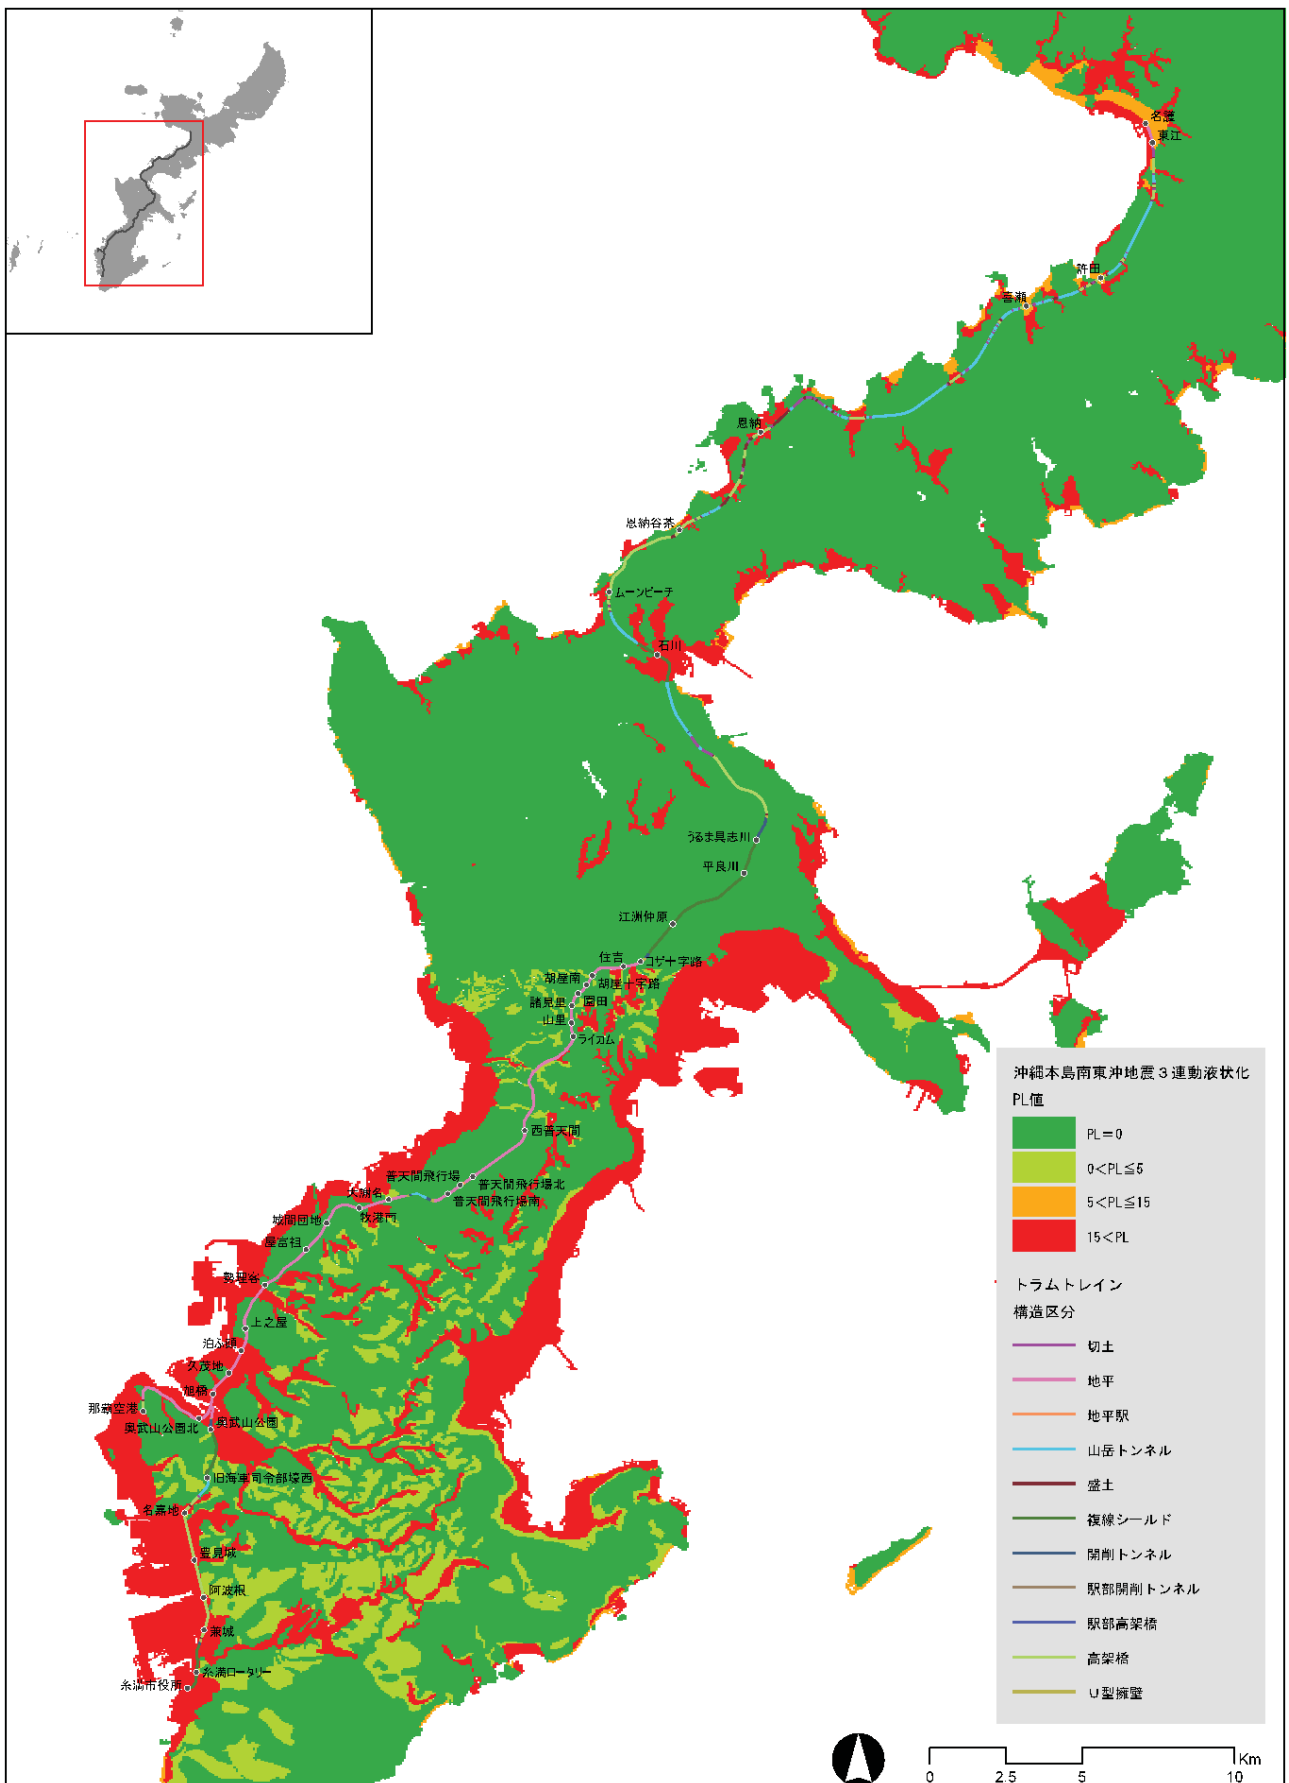 名護
東江
許田
喜瀬
恩納
恩納谷茶
ムーンビーチ
石川
うるま具志川
平良川
江洲仲原
住吉
コザ十字路
胡屋南
胡屋十字路
諸見里
園田
山里
ライカム
西普天間
普天間飛行場
普天間飛行場北
普天間飛行場南
大謝名
牧港市
城間団地
屋富祖
勢理客
上之屋
泊ふ頭
久茂地
旭橋
那覇空港
奥武山公園北
奥武山公園
旧海軍司令部壕西
名嘉地
豊見城
阿波根
兼城
糸満ロータリー
糸満市役所
沖縄本島南東沖地震3連動液状化
PL値
PL=0
0<PL≦5
5<PL≦15
15<PL
トラムトレイン
構造区分
切土
地平
地平駅
山岳トンネル
盛土
複線シールド
開削トンネル
駅部開削トンネル
駅部高架橋
高架橋
U型擁壁
Km
0 2.5 5 10